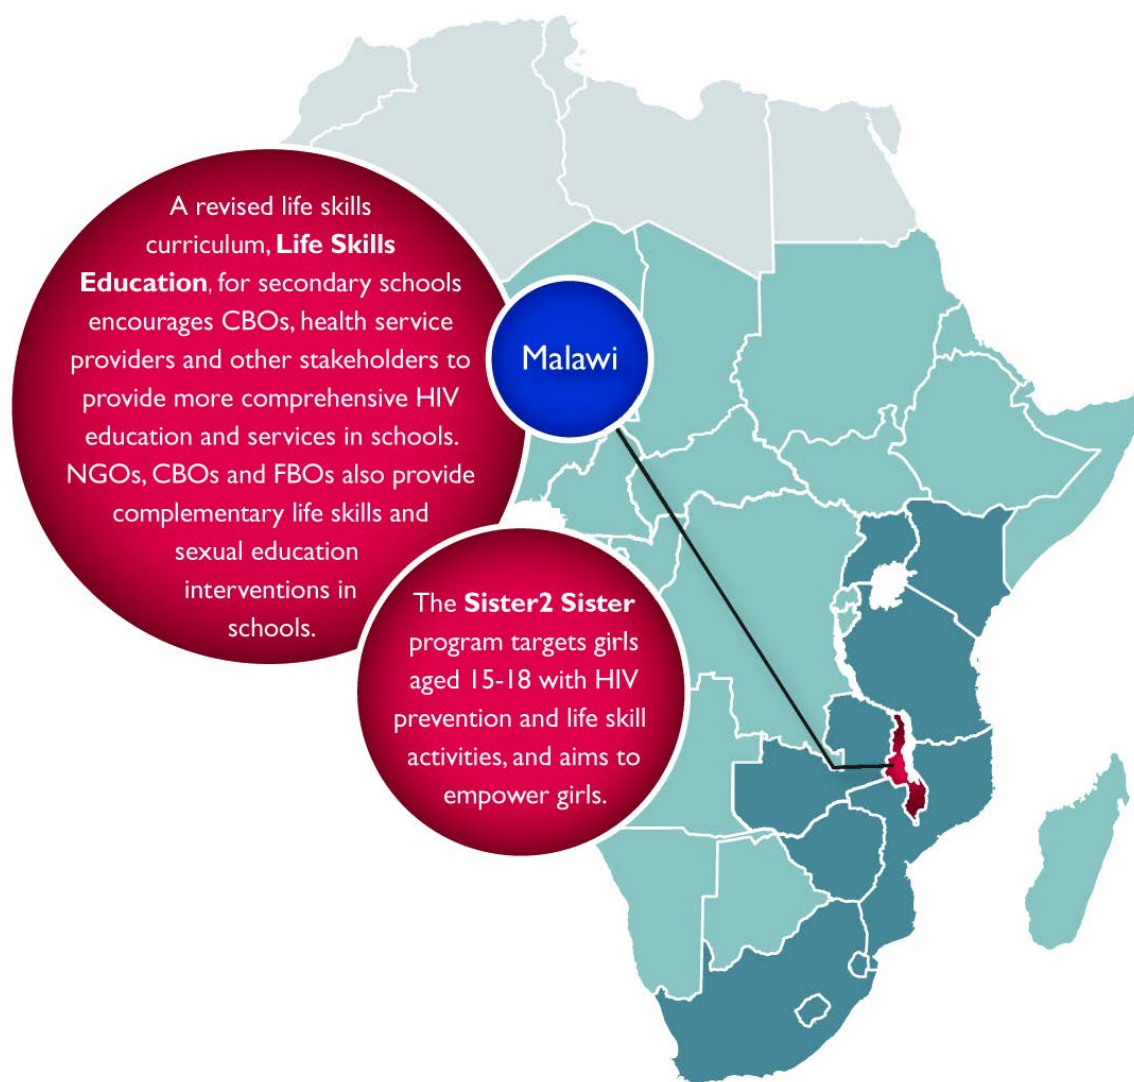 A revised life skills
curriculum, Life Skills
Education, for secondary schools
encourages CBOs, health service
providers and other stakeholders to
provide more comprehensive HIV
education and services in schools.
NGOs, CBOs and FBOs also provide
complementary life skills and
sexual education
interventions in
schools.
Malawi
The Sister2 Sister
program targets girls
aged 15-18 with HIV
prevention and life skill
activities, and aims to
empower girls.